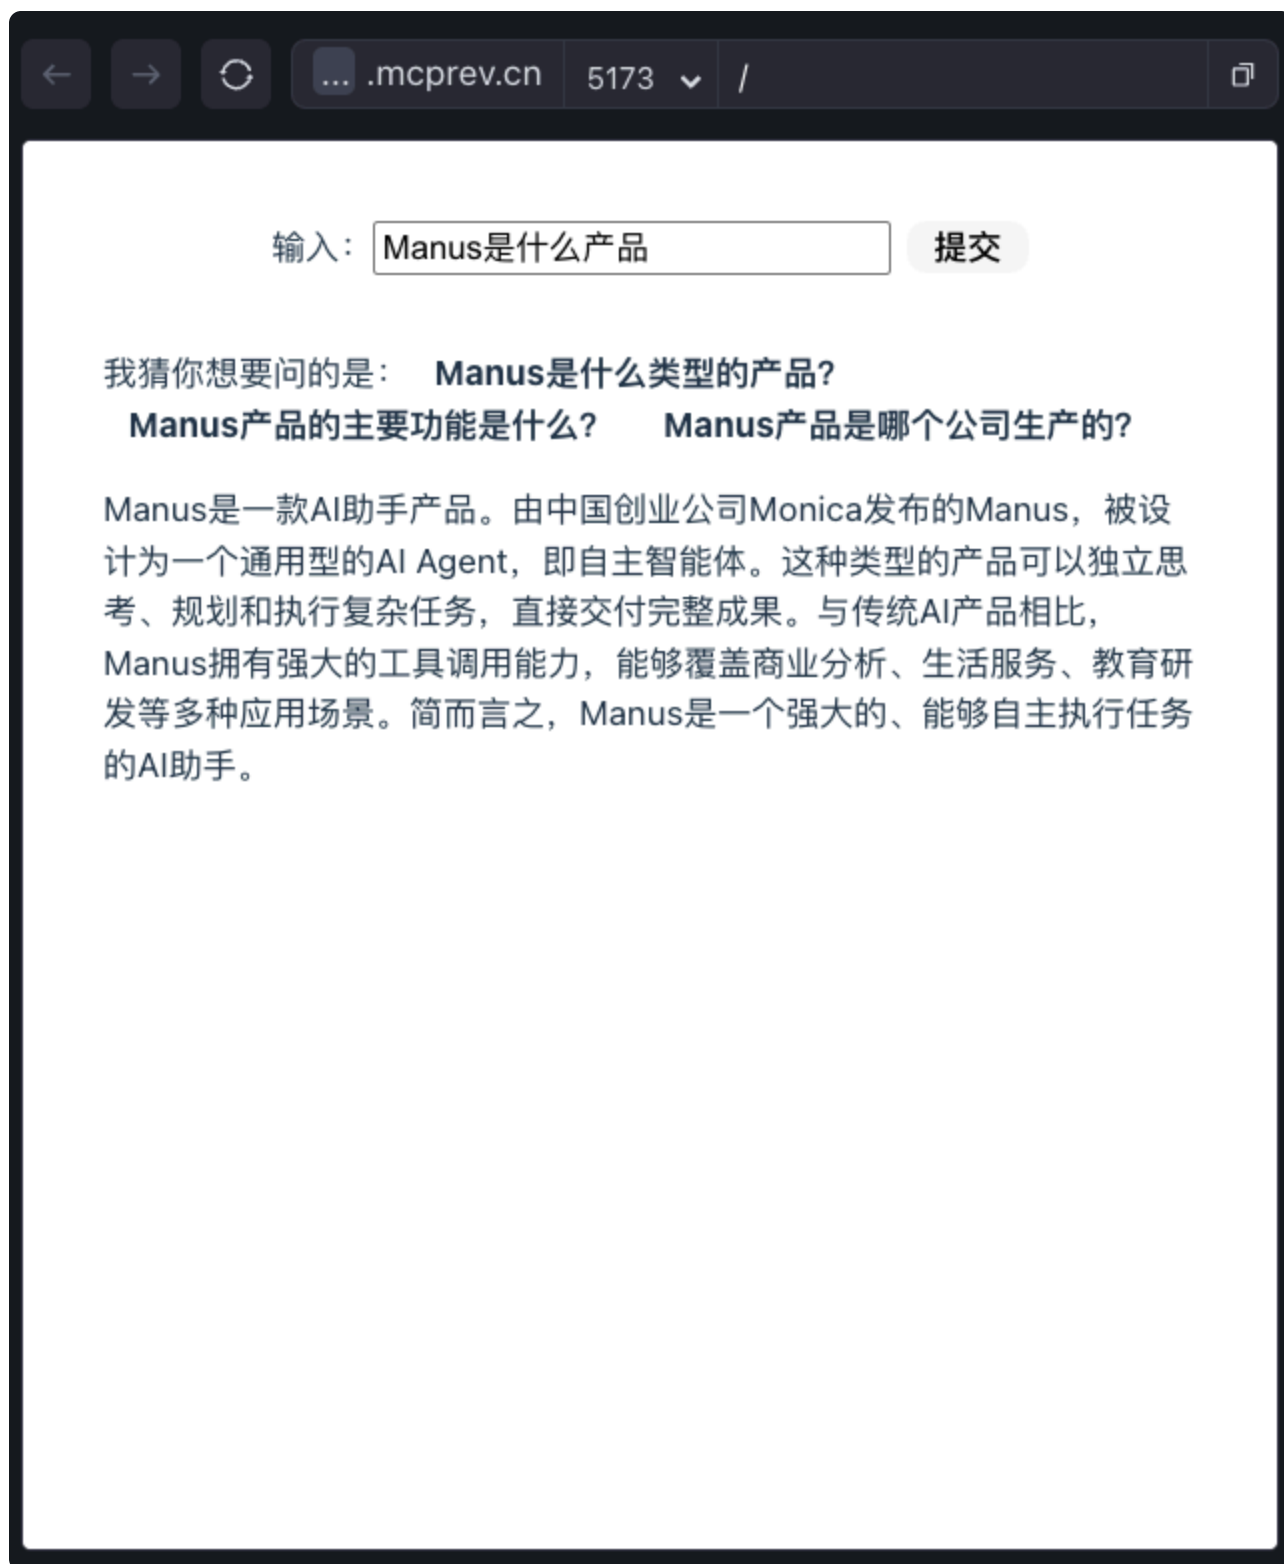 ... .mcprev.cn 5173 /
输入： Manus是什么产品 提交
我猜你想要问的是： Manus是什么类型的产品?
Manus产品的主要功能是什么? Manus产品是哪个公司生产的?
Manus是一款AI助手产品。由中国创业公司Monica发布的Manus，被设
计为一个通用型的AI Agent，即自主智能体。这种类型的产品可以独立思
考、规划和执行复杂任务，直接交付完整成果。与传统AI产品相比，
Manus拥有强大的工具调用能力，能够覆盖商业分析、生活服务、教育研
发等多种应用场景。简而言之，Manus是一个强大的、能够自主执行任务
的AI助手。